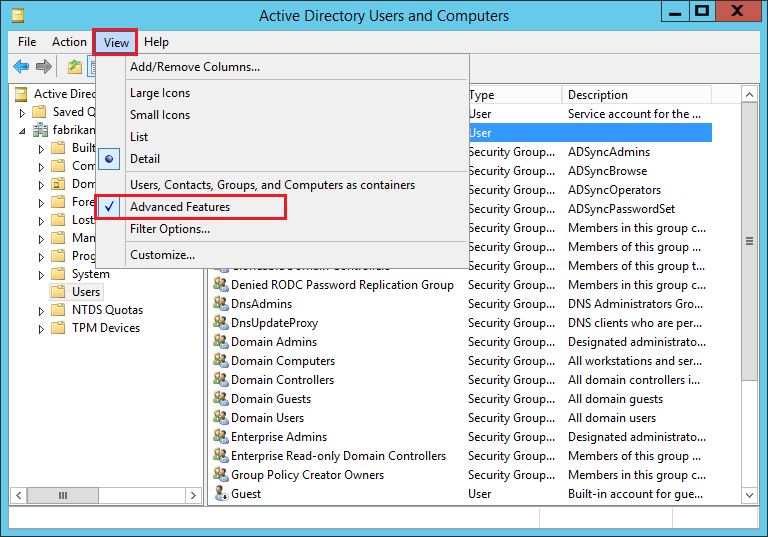 Active Directory Users and Computers
File Action View Help
Add/Remove Columns...
Large Icons
Small Icons
List
Detail
Users, Contacts, Groups, and Computers as containers
Advanced Features
Filter Options...
Customize...
Active Direc
Saved Q
fabrikan
Built
Com
Dom
Fore
Lost
Man
Prog
System
Users
NTDS Quotas
TPM Devices
Type Description
User Service account for the ...
User
Security Group... ADSyncAdmins
Security Group... ADSyncBrowse
Security Group... ADSyncOperators
Security Group... ADSyncPasswordSet
Security Group... Members in this group c...
Security Group... Members in this group c...
Security Group... Members of this group t...
Denied RODC Password Replication Group Security Group... Members in this group c...
DnsAdmins Security Group... DNS Administrators Gro...
DnsUpdateProxy Security Group... DNS clients who are per...
Domain Admins Security Group... Designated administrato...
Domain Computers Security Group... All workstations and ser...
Domain Controllers Security Group... All domain controllers i...
Domain Guests Security Group... All domain guests
Domain Users Security Group... All domain users
Enterprise Admins Security Group... Designated administrato...
Enterprise Read-only Domain Controllers Security Group... Members of this group ...
Group Policy Creator Owners Security Group... Members in this group c...
Guest User Built-in account for gue...